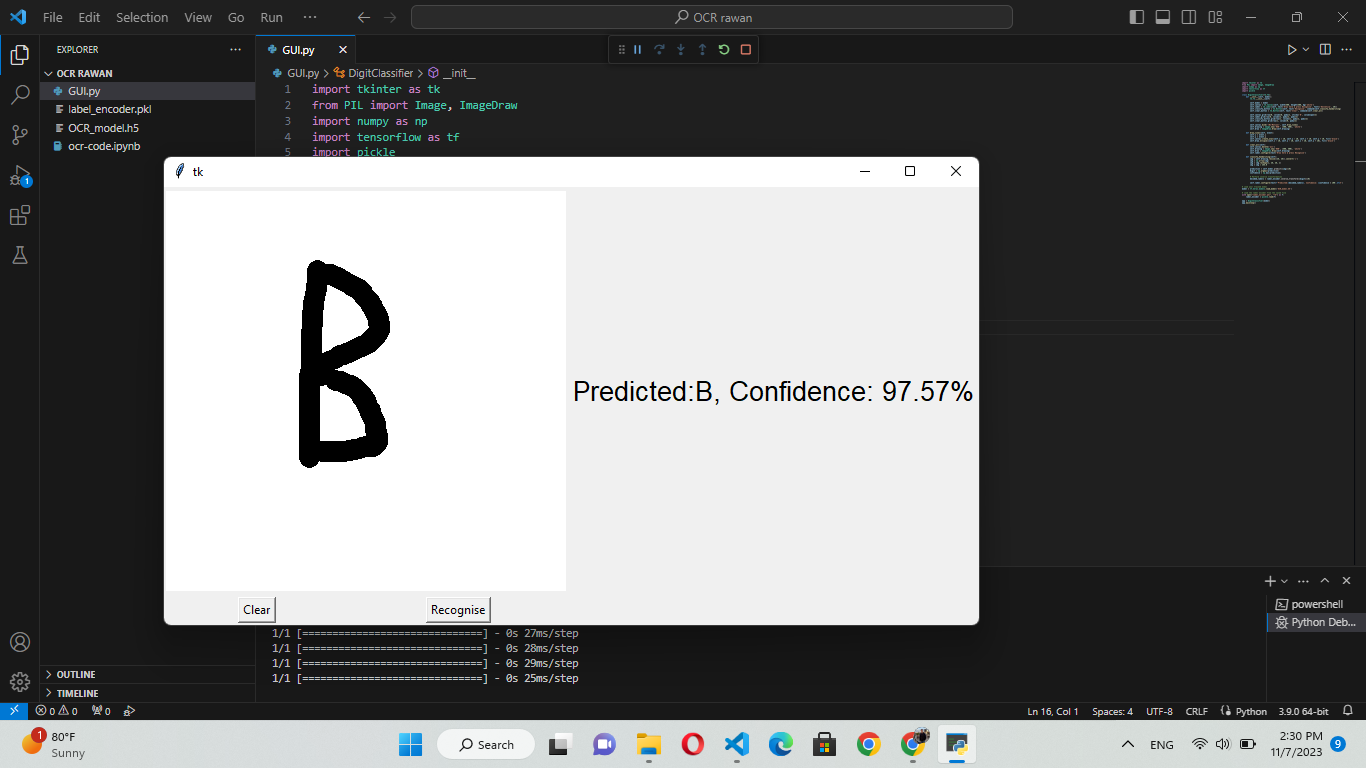 File Edit Selection View Go Run ··· OCR rawan
EXPLORER ···
OCR RAWAN
GUI.py
label_encoder.pkl
OCR_model.h5
ocr-code.ipynb
OUTLINE
TIMELINE
GUI.py
GUI.py > DigitClassifier > __init__
1 import tkinter as tk
2 from PIL import Image, ImageDraw
3 import numpy as np
4 import tensorflow as tf
5 import pickle
tk
B
Predicted:B, Confidence: 97.57%
Clear Recognise
1/1 [==============================] - 0s 27ms/step
1/1 [==============================] - 0s 28ms/step
1/1 [==============================] - 0s 29ms/step
1/1 [==============================] - 0s 25ms/step
powershell
Python Deb...
1
0 0 0 Ln 16, Col 1 Spaces: 4 UTF-8 CRLF Python 3.9.0 64-bit
1
80°F
Sunny
Search
ENG
2:30 PM
11/7/2023
9